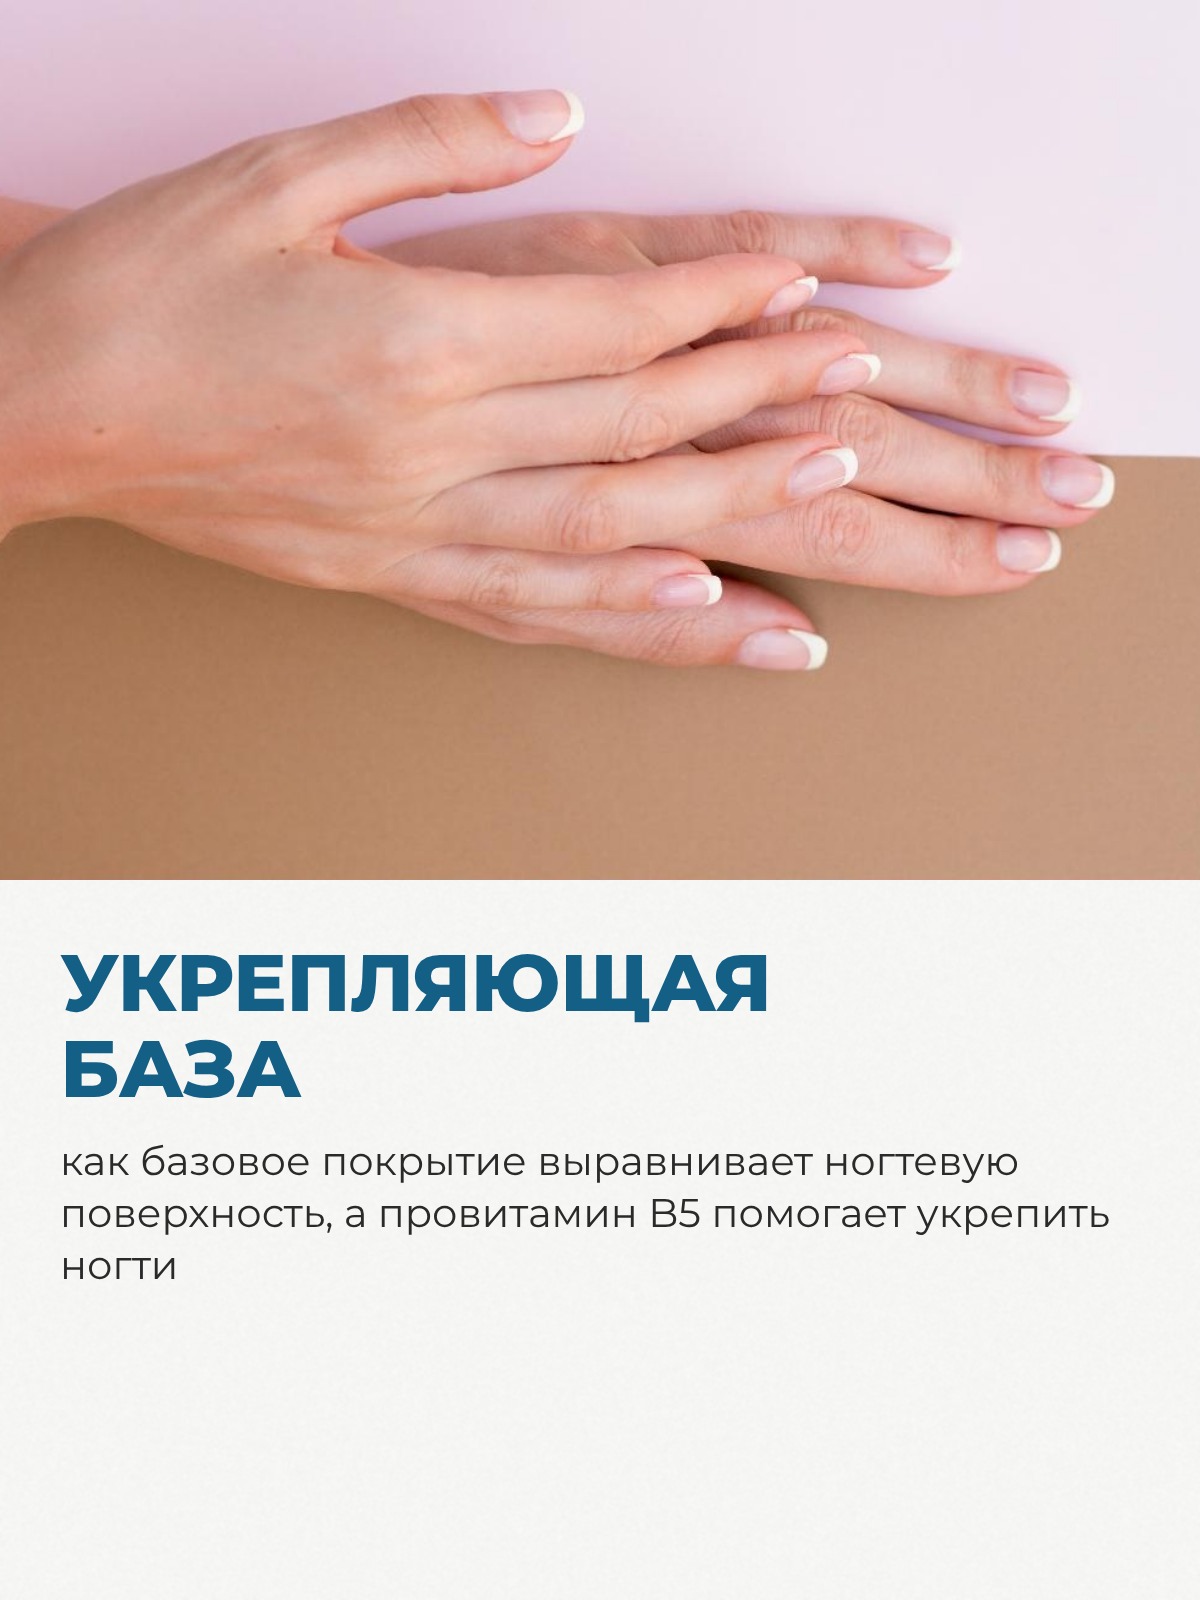 УКРЕПЛЯЮЩАЯ
БАЗА
как базовое покрытие выравнивает ногтевую
поверхность, а провитамин B5 помогает укрепить
ногти